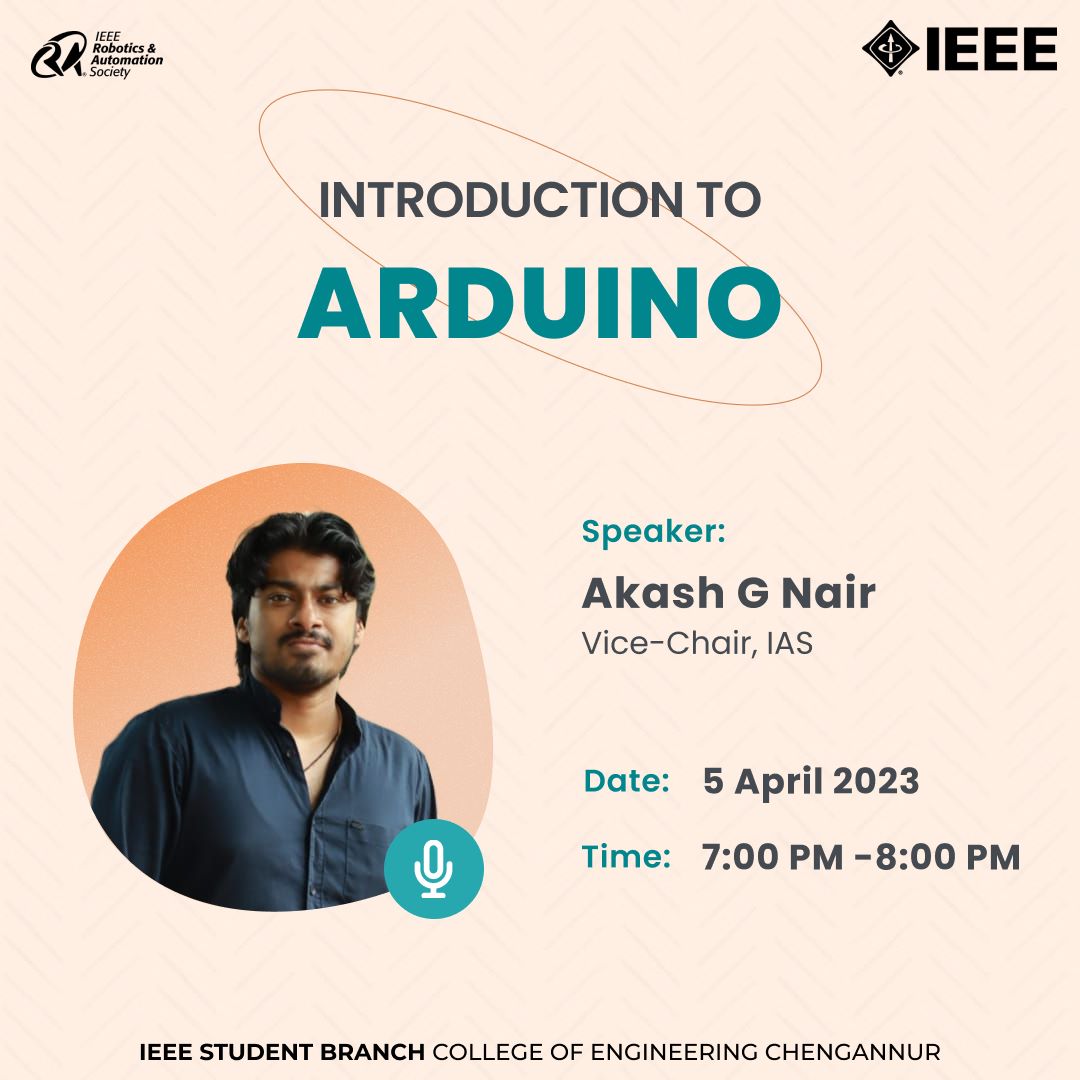 IEEE
Robotics &
Automation
Society
IEEE
INTRODUCTION TO
ARDUINO
Speaker:
Akash G Nair
Vice-Chair, IAS
Date: 5 April 2023
Time: 7:00 PM -8:00 PM
IEEE STUDENT BRANCH COLLEGE OF ENGINEERING CHENGANNUR